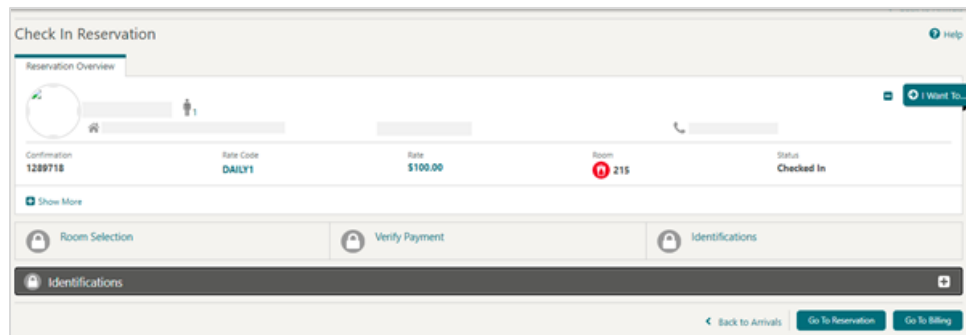 Check In Reservation
Help
Reservation Overview
1
I Want To...
Confirmation Rate Code Rate Room Status
1289718 DAILY1 $100.00 215 Checked In
Show More
Room Selection Verify Payment Identifications
Identifications
Back to Arrivals Go To Reservation Go To Billing